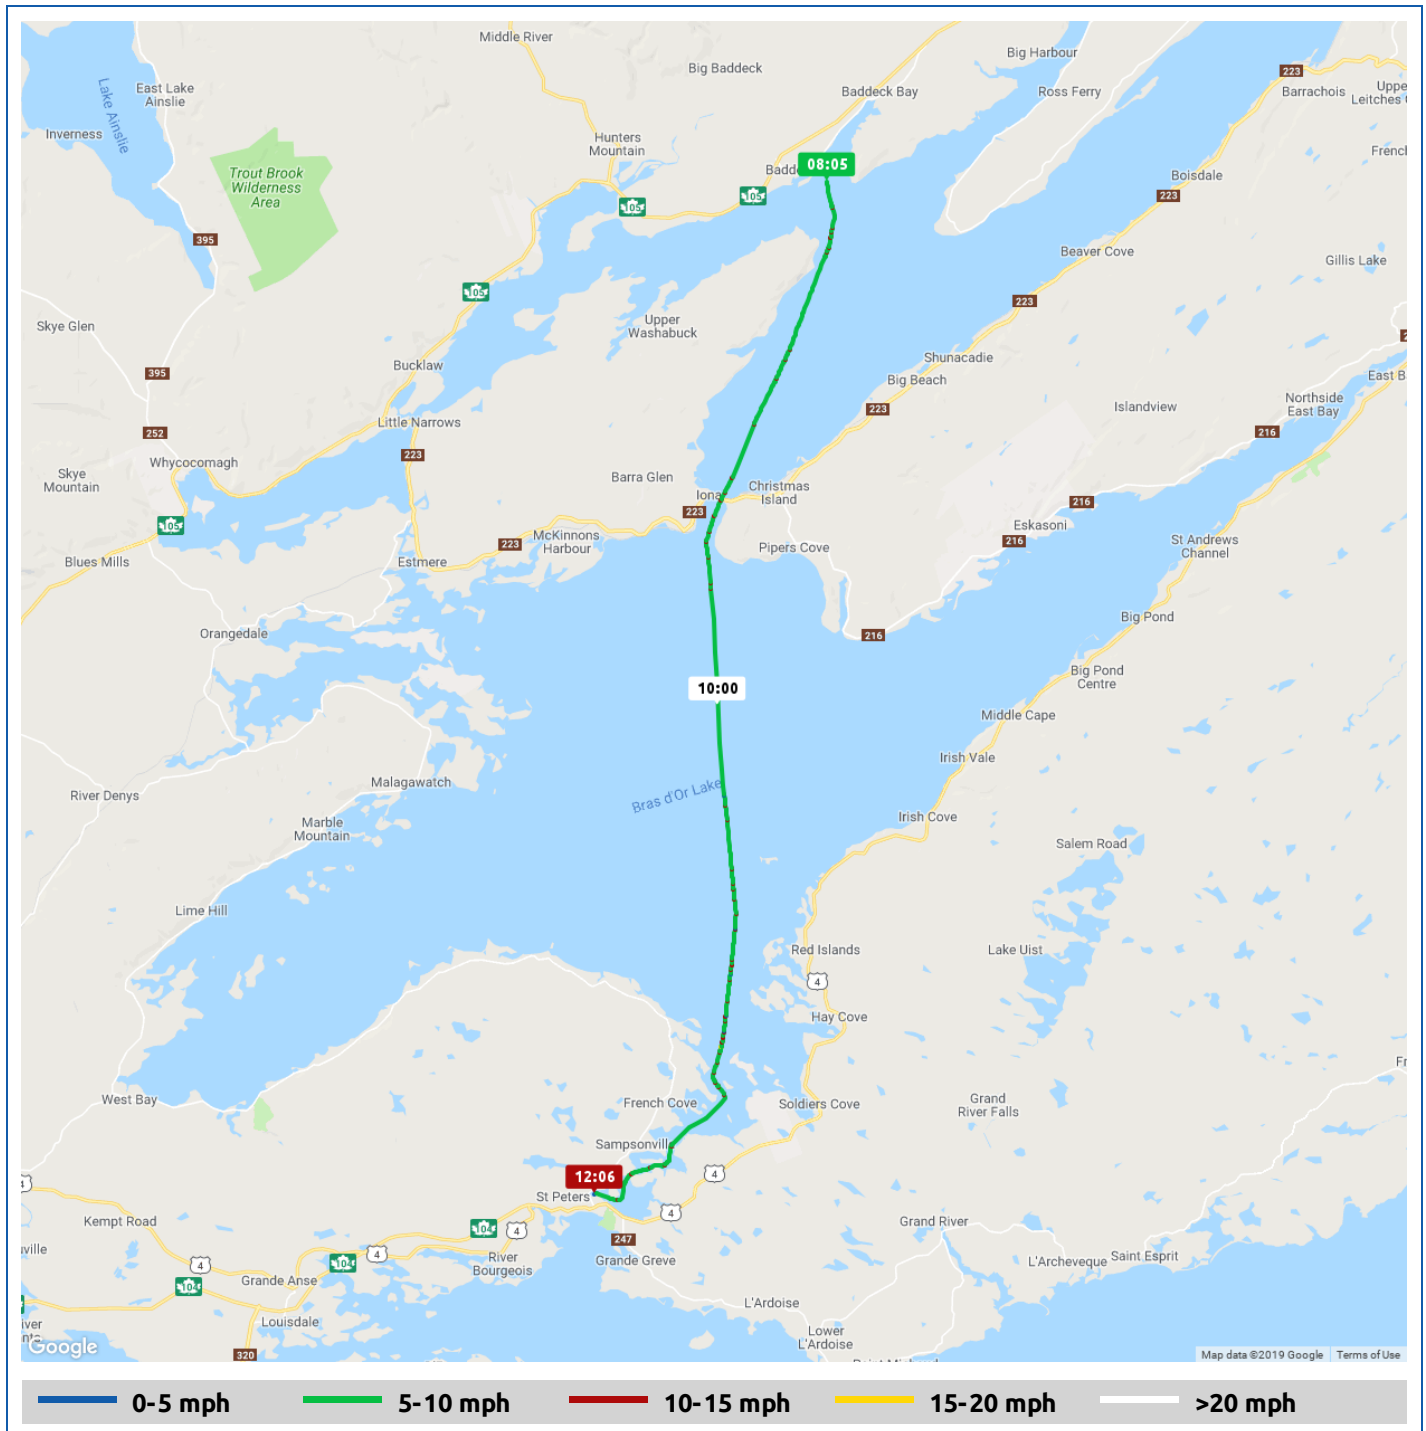 Middle River
Big Harbour
Big Baddeck
223
East Lake
Ainslie
Baddeck Bay
Ross Ferry
Barrachois
Uppe
Leitches
Lake Ainslie
Inverness
Hunters
Mountain
Frenc
Trout Brook
Wilderness
Area
Badd
08:05
105
105
Boisdale
223
395
Beaver Cove
Gillis Lake
105
223
Skye Glen
Upper
Washabuck
Bucklaw
Shunacadie
395
Big Beach
East B
Islandview
Northside
East Bay
223
Little Narrows
252
216
223
Whycocomagh
Skye
Mountain
Barra Glen
Iona
Christmas
Island
216
223
105
Eskasoni
McKinnons
Harbour
223
216
St Andrews
Channel
Pipers Cove
Blues Mills
Estmere
Big Pond
Orangedale
216
Big Pond
Centre
10:00
Middle Cape
Irish Vale
Malagawatch
River Denys
Bras d'Or Lake
Marble
Mountain
Irish Cove
Salem Road
Lime Hill
Red Islands
Lake Uist
4
Hay Cove
Fr
West Bay
French Cove
Soldiers Cove
Grand
River Falls
Sampsonvill
12:06
4
4
St Peters
4
Kempt Road
104
4
Grand River
uville
4
247
River
Bourgeois
Grande Greve
L'Archeveque
Saint Esprit
4
104
104
Grande Anse
L'Ardoise
iver
Louisdale
Lower
L'Ardoise
Google
320
Map data ©2019 Google
Terms of Use
0-5 mph
5-10 mph
10-15 mph
15-20 mph
>20 mph